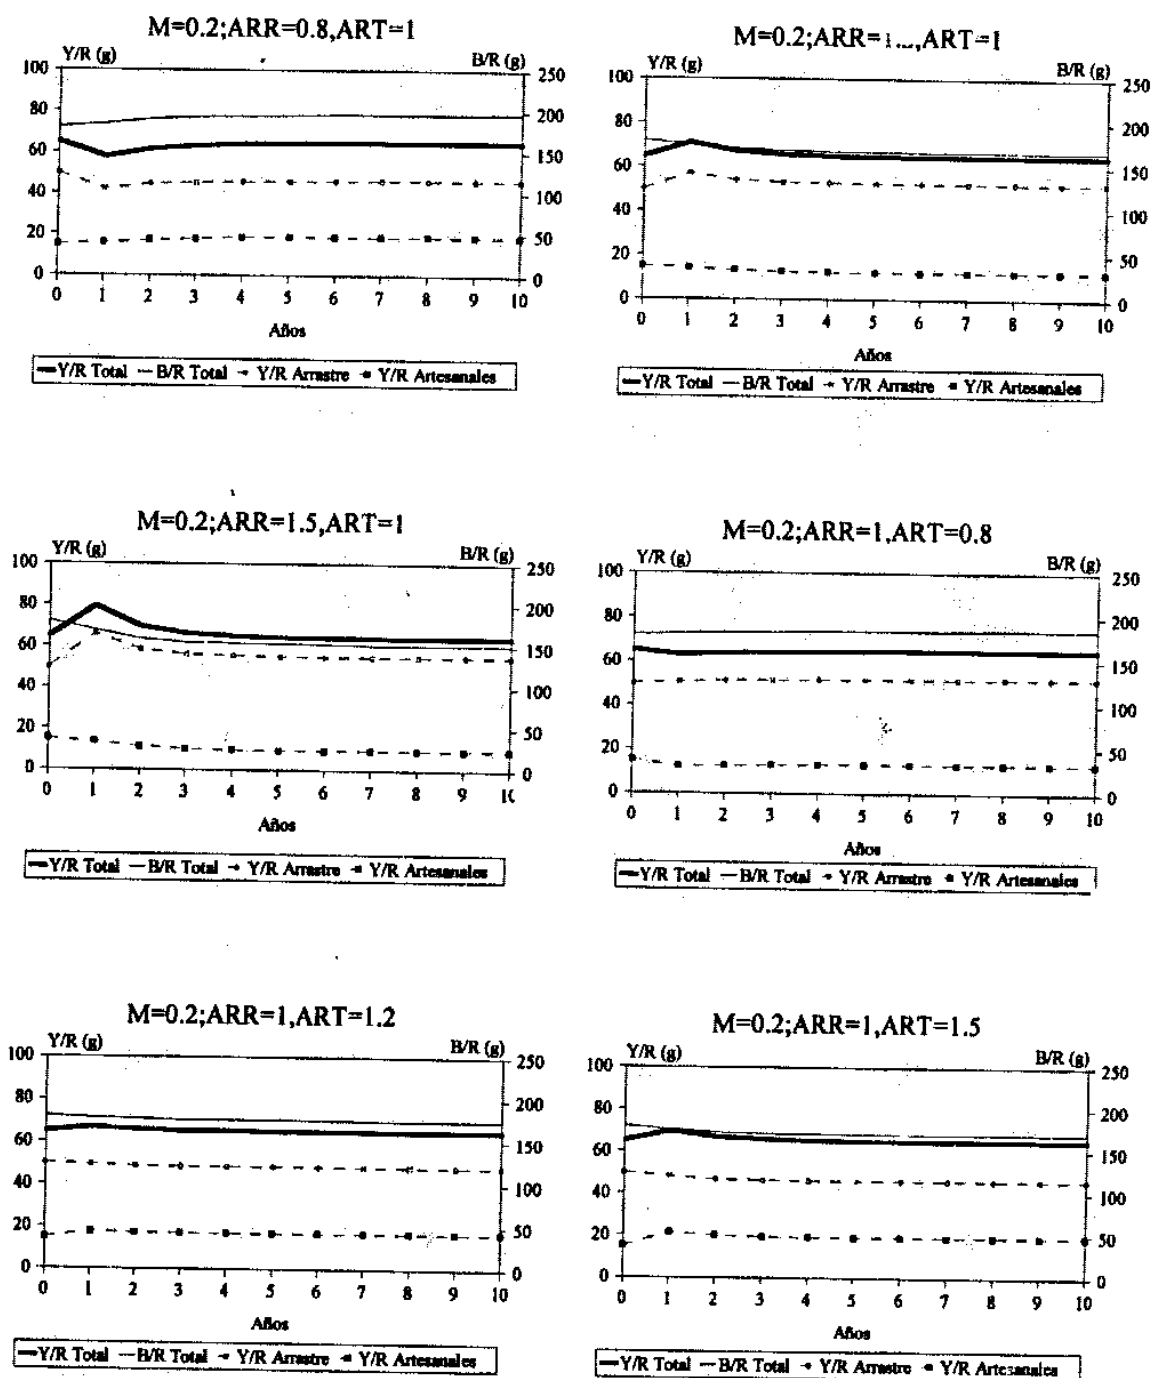 M=0.2;ARR=0.8,ART=1
Y/R (g) B/R (g)
100 250
80 200
60 150
40 100
20 50
0 0
0 1 2 3 4 5 6 7 8 9 10
Años
Y/R Total B/R Total Y/R Arrastre Y/R Artesanales
M=0.2;ARR= ,ART=1
Y/R (g) B/R (g)
100 250
80 200
60 150
40 100
20 50
0 0
0 1 2 3 4 5 6 7 8 9 10
Años
Y/R Total B/R Total Y/R Arrastre Y/R Artesanales
M=0.2;ARR=1.5,ART=1
Y/R (g) B/R (g)
100 250
80 200
60 150
40 100
20 50
0 0
0 1 2 3 4 5 6 7 8 9
Años
Y/R Total B/R Total Y/R Arrastre Y/R Artesanales
M=0.2;ARR=1,ART=0.8
Y/R (g) B/R (g)
100 250
80 200
60 150
40 100
20 50
0 0
0 1 2 3 4 5 6 7 8 9 10
Años
Y/R Total B/R Total Y/R Arrastre Y/R Artesanales
M=0.2;ARR=1,ART=1.2
Y/R (g) B/R (g)
100 250
80 200
60 150
40 100
20 50
0 0
0 1 2 3 4 5 6 7 8 9 10
Años
Y/R Total B/R Total Y/R Arrastre Y/R Artesanales
M=0.2;ARR=1,ART=1.5
Y/R (g) B/R (g)
100 250
80 200
60 150
40 100
20 50
0 0
0 1 2 3 4 5 6 7 8 9 10
Años
Y/R Total B/R Total Y/R Arrastre Y/R Artesanales